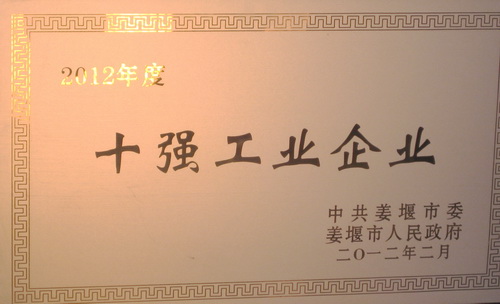 2012年度
十强工业企业
中共姜堰市委
姜堰市人民政府
二〇一二年二月